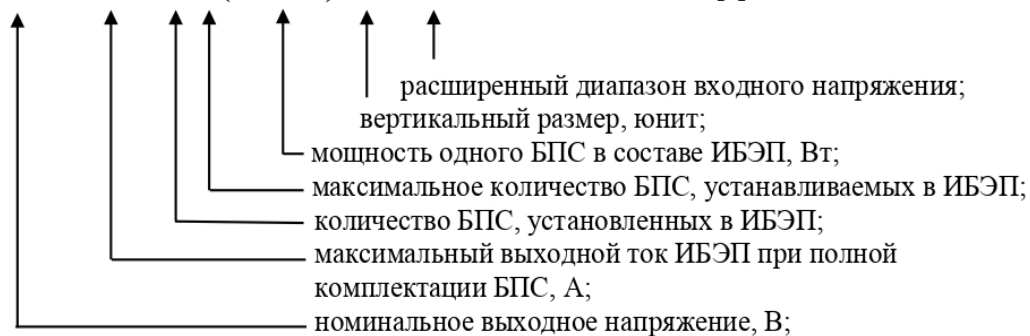 расширенный диапазон входного напряжения;
вертикальный размер, юнит;
мощность одного БПС в составе ИБЭП, Вт;
максимальное количество БПС, устанавливаемых в ИБЭП;
количество БПС, установленных в ИБЭП;
максимальный выходной ток ИБЭП при полной
комплектации БПС, А;
номинальное выходное напряжение, В;